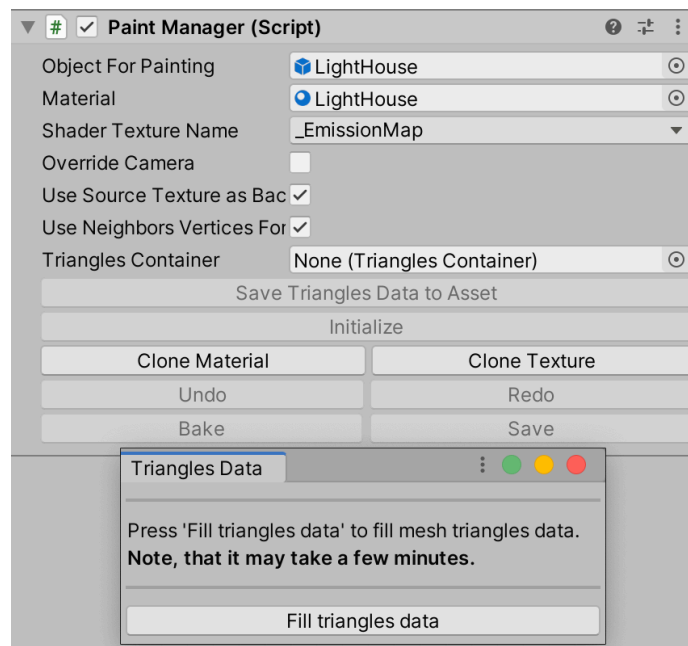 # Paint Manager (Script)
Object For Painting LightHouse
Material LightHouse
Shader Texture Name _EmissionMap
Override Camera
Use Source Texture as Bac
Use Neighbors Vertices For
Triangles Container None (Triangles Container)
Save Triangles Data to Asset
Initialize
Clone Material Clone Texture
Undo Redo
Bake Save
Triangles Data
Press 'Fill triangles data' to fill mesh triangles data.
Note, that it may take a few minutes.
Fill triangles data